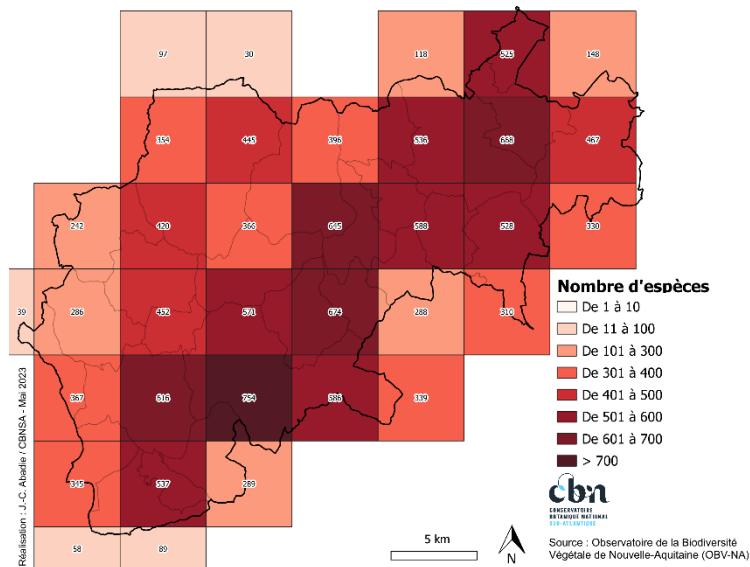 97 30 118 525 148
354 445 396 536 668 467
242 420 366 645 588 528 330
39 286 452 571 674 288 310
367 616 754 586 339
345 537 289
58 89
Nombre d'espèces
De 1 à 10
De 11 à 100
De 101 à 300
De 301 à 400
De 401 à 500
De 501 à 600
De 601 à 700
> 700
Réalisation : J.-C. Abadie / CBNSA - Mai 2023
5 km
N
cbn
CONSERVATOIRE
BOTANIQUE NATIONAL
SUD-ATLANTIQUE
Source : Observatoire de la Biodiversité
Végétale de Nouvelle-Aquitaine (OBV-NA)